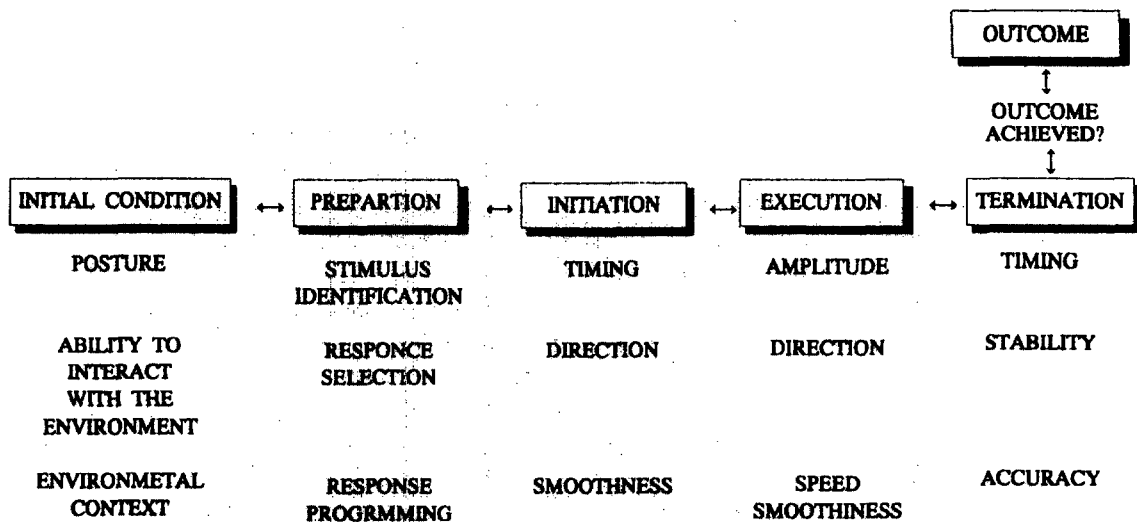 OUTCOME
OUTCOME
ACHIEVED?
INITIAL CONDITION
PREPARTION
INITIATION
EXECUTION
TERMINATION
POSTURE
STIMULUS
IDENTIFICATION
TIMING
AMPLITUDE
TIMING
ABILITY TO
INTERACT
WITH THE
ENVIRONMENT
RESPONCE
SELECTION
DIRECTION
DIRECTION
STABILITY
ENVIRONMETAL
CONTEXT
RESPONSE
PROGRMMING
SMOOTHNESS
SPEED
SMOOTHINESS
ACCURACY